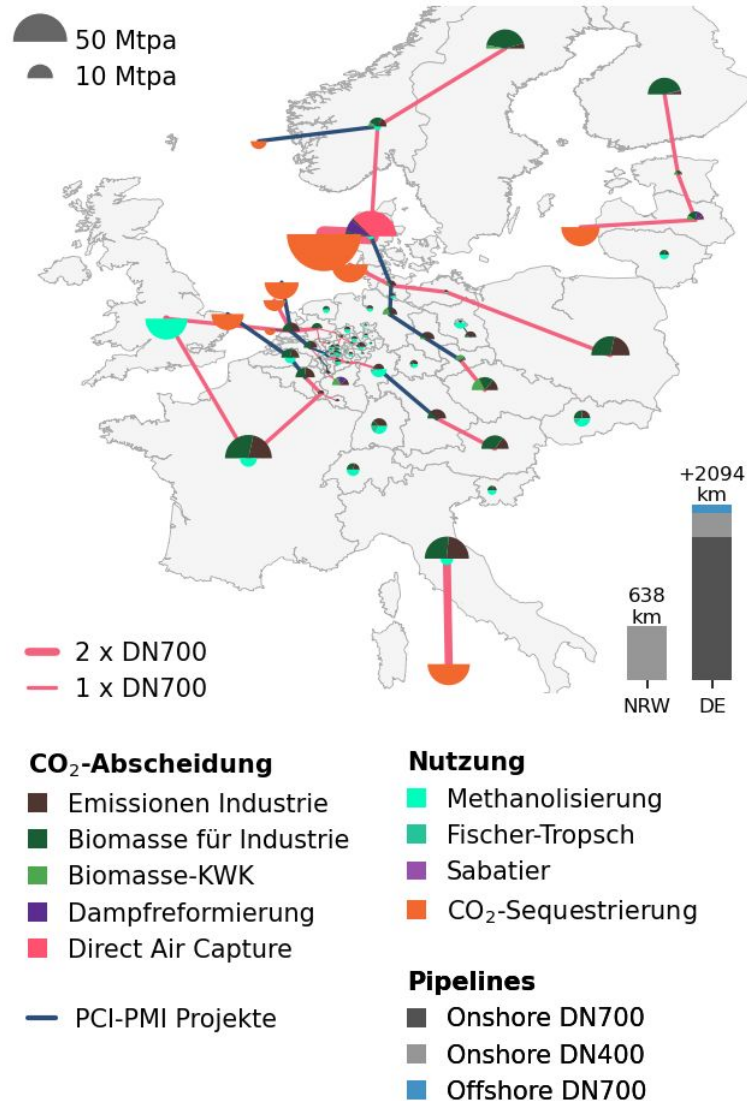 50 Mtpa
10 Mtpa
+2094
km
638
km
NRW
DE
2 x DN700
1 x DN700
CO₂-Abscheidung
Emissionen Industrie
Biomasse für Industrie
Biomasse-KWK
Dampfreformierung
Direct Air Capture
PCI-PMI Projekte
Nutzung
Methanolisierung
Fischer-Tropsch
Sabatier
CO₂-Sequestrierung
Pipelines
Onshore DN700
Onshore DN400
Offshore DN700